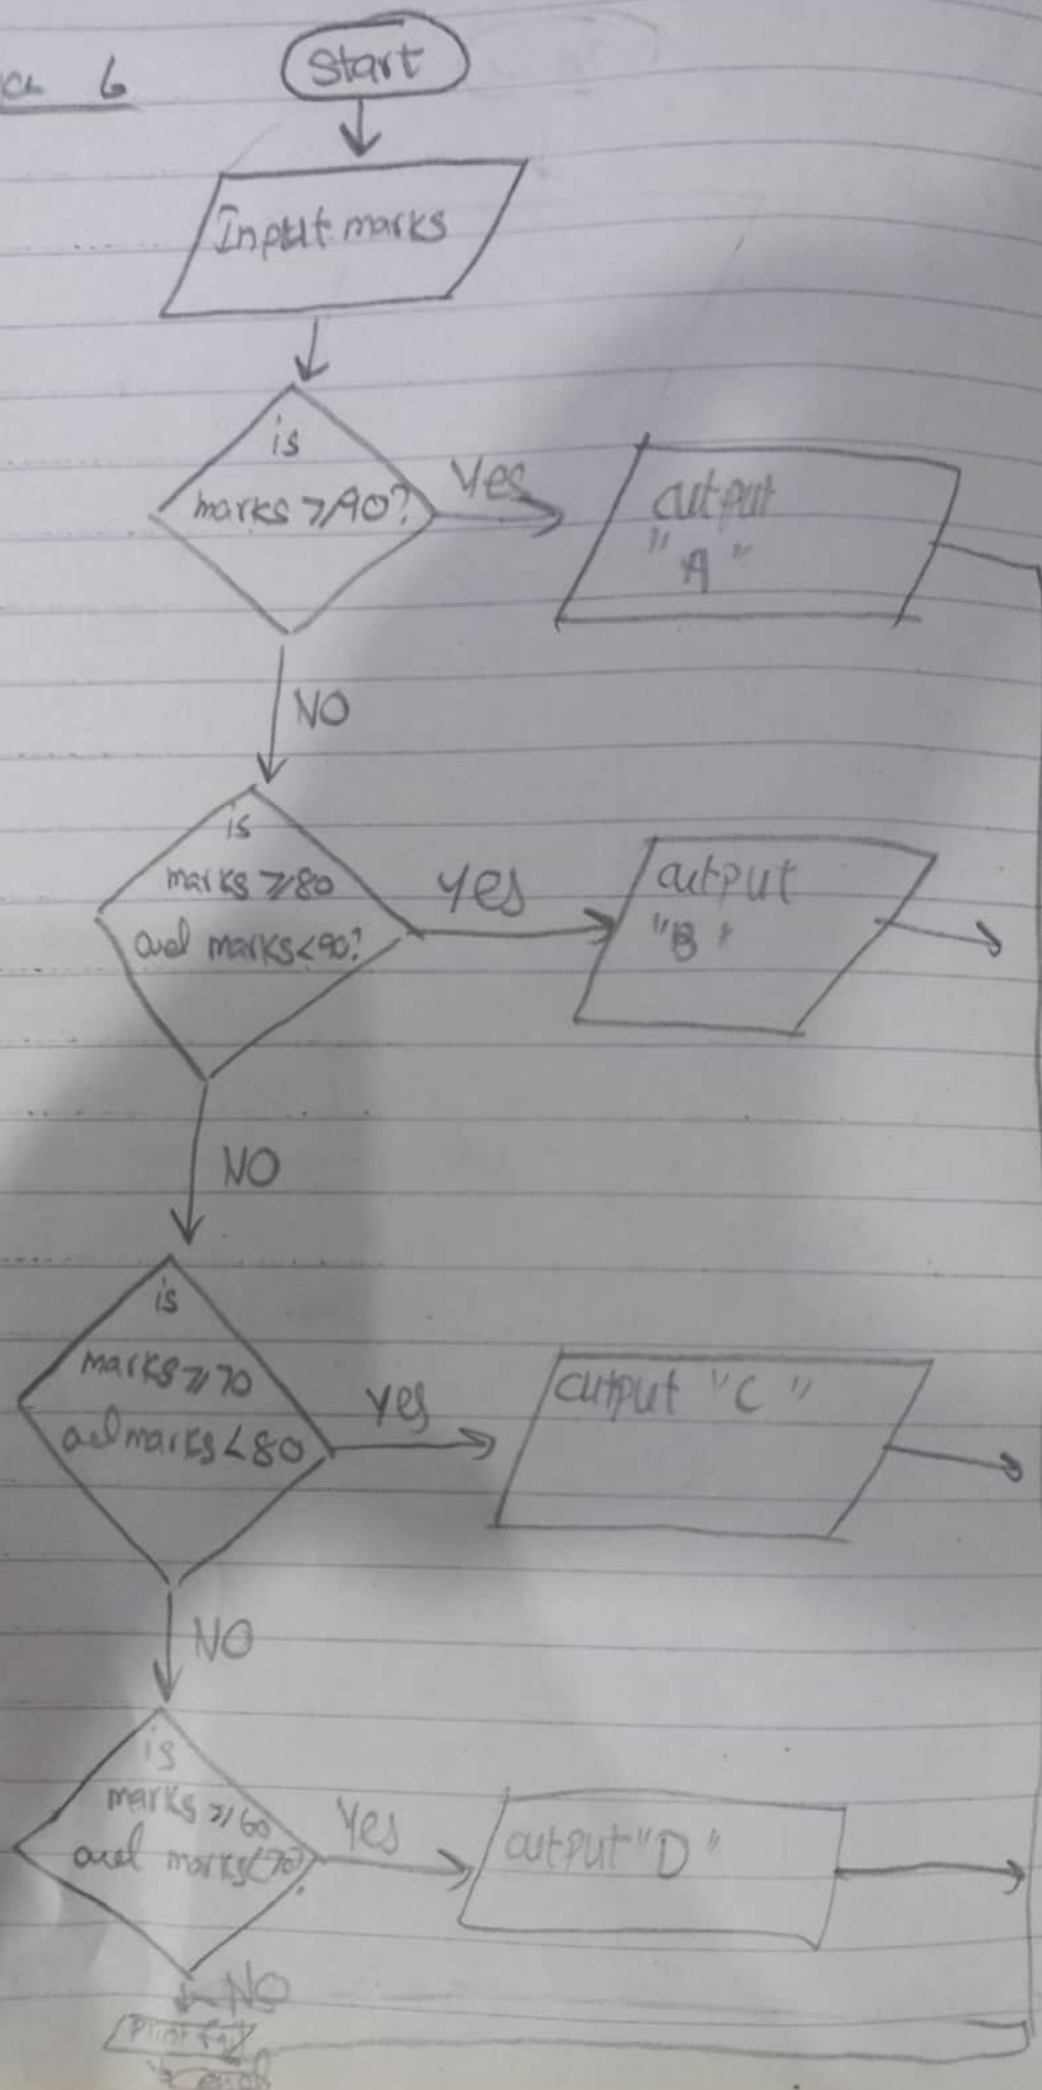 6
Start
Input marks
is
marks ≥ 90?
Yes
output
"A"
NO
is
marks ≥ 80
and marks < 90?
yes
output
"B"
NO
is
marks ≥ 70
and marks < 80
yes
output "C"
NO
is
marks ≥ 60
and marks < 70?
Yes
output "D"
NO
Print